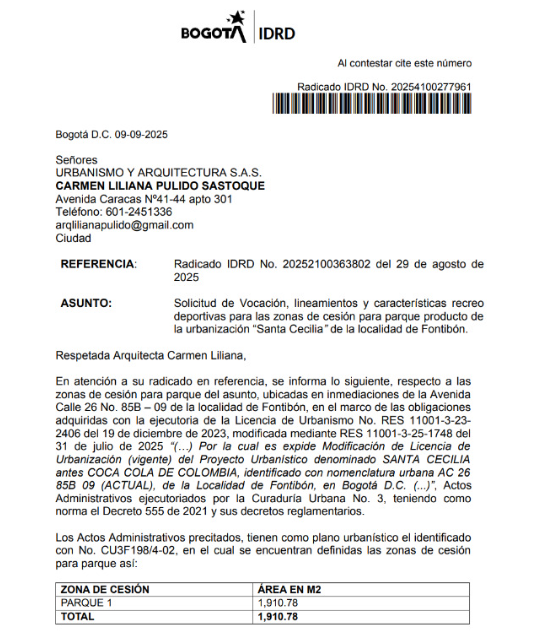 BOGOTÁ | IDRD
Al contestar cite este número
Radicado IDRD No. 20254100277961
Bogotá D.C. 09-09-2025
Señores
URBANISMO Y ARQUITECTURA S.A.S.
CARMEN LILIANA PULIDO SASTOQUE
Avenida Caracas Nº41-44 apto 301
Teléfono: 601-2451336
arqlilianapulido@gmail.com
Ciudad
REFERENCIA: Radicado IDRD No. 20252100363802 del 29 de agosto de
2025
ASUNTO: Solicitud de Vocación, lineamientos y características recreo
deportivas para las zonas de cesión para parque producto de
la urbanización “Santa Cecilia” de la localidad de Fontibón.
Respetada Arquitecta Carmen Liliana,
En atención a su radicado en referencia, se informa lo siguiente, respecto a las
zonas de cesión para parque del asunto, ubicadas en inmediaciones de la Avenida
Calle 26 No. 85B – 09 de la localidad de Fontibón, en el marco de las obligaciones
adquiridas con la ejecutoria de la Licencia de Urbanismo No. RES 11001-3-23-
2406 del 19 de diciembre de 2023, modificada mediante RES 11001-3-25-1748 del
31 de julio de 2025 “(…) Por la cual es expide Modificación de Licencia de
Urbanización (vigente) del Proyecto Urbanístico denominado SANTA CECILIA
antes COCA COLA DE COLOMBIA, identificado con nomenclatura urbana AC 26
85B 09 (ACTUAL), de la Localidad de Fontibón, en Bogotá D.C. (...)”, Actos
Administrativos ejecutoriados por la Curaduría Urbana No. 3, teniendo como
norma el Decreto 555 de 2021 y sus decretos reglamentarios.
Los Actos Administrativos precitados, tienen como plano urbanístico el identificado
con No. CU3F198/4-02, en el cual se encuentran definidas las zonas de cesión
para parque así:
ZONA DE CESIÓN ÁREA EN M2
PARQUE 1 1,910.78
TOTAL 1,910.78